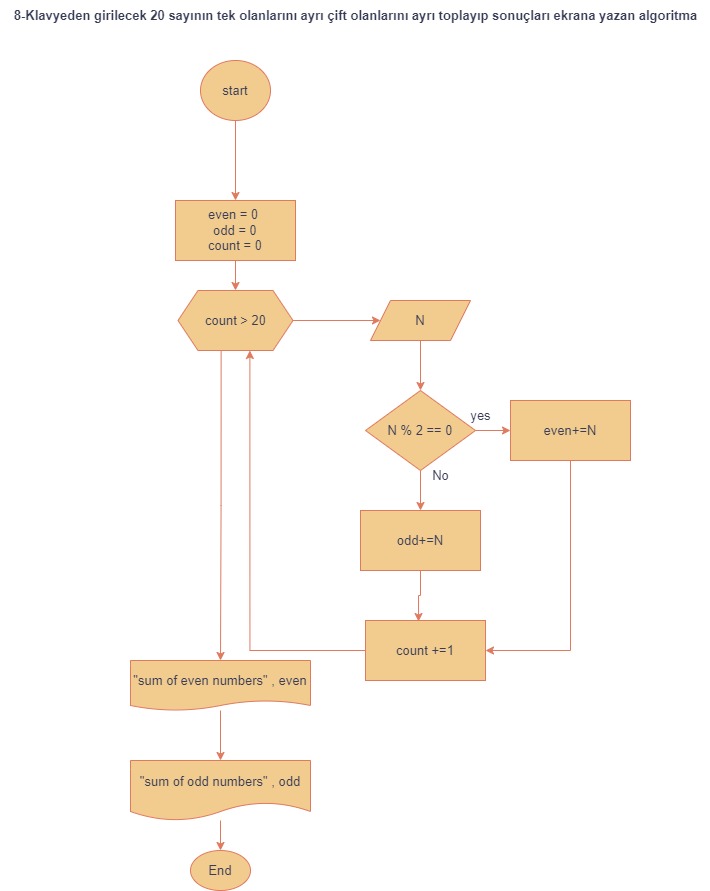 8-Klavyeden girilecek 20 sayının tek olanlarını ayrı çift olanlarını ayrı toplayıp sonuçları ekrana yazan algoritma
start
even = 0
odd = 0
count = 0
count > 20
N
N % 2 == 0
yes
even+=N
No
odd+=N
count +=1
"sum of even numbers" , even
"sum of odd numbers" , odd
End